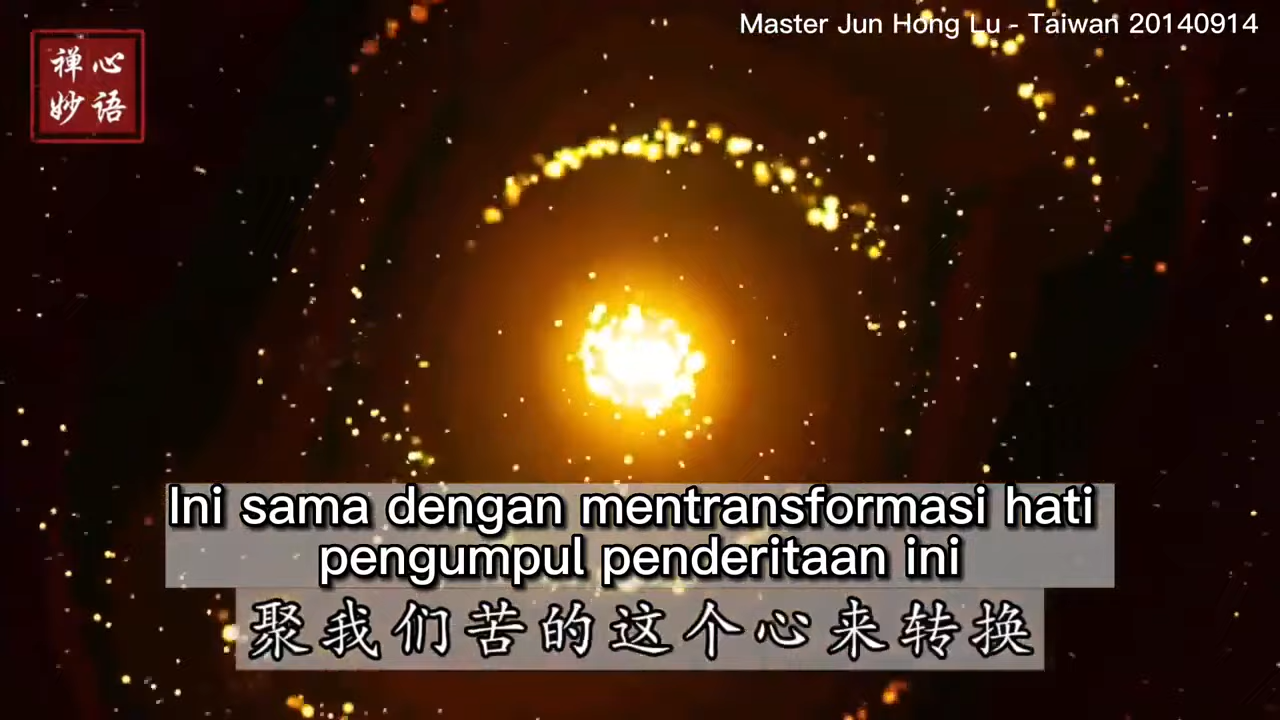 Master Jun Hong Lu - Taiwan 20140914
禅心
妙语
Ini sama dengan mentransformasi hati
pengumpul penderitaan ini
聚我们苦的这个心来转换